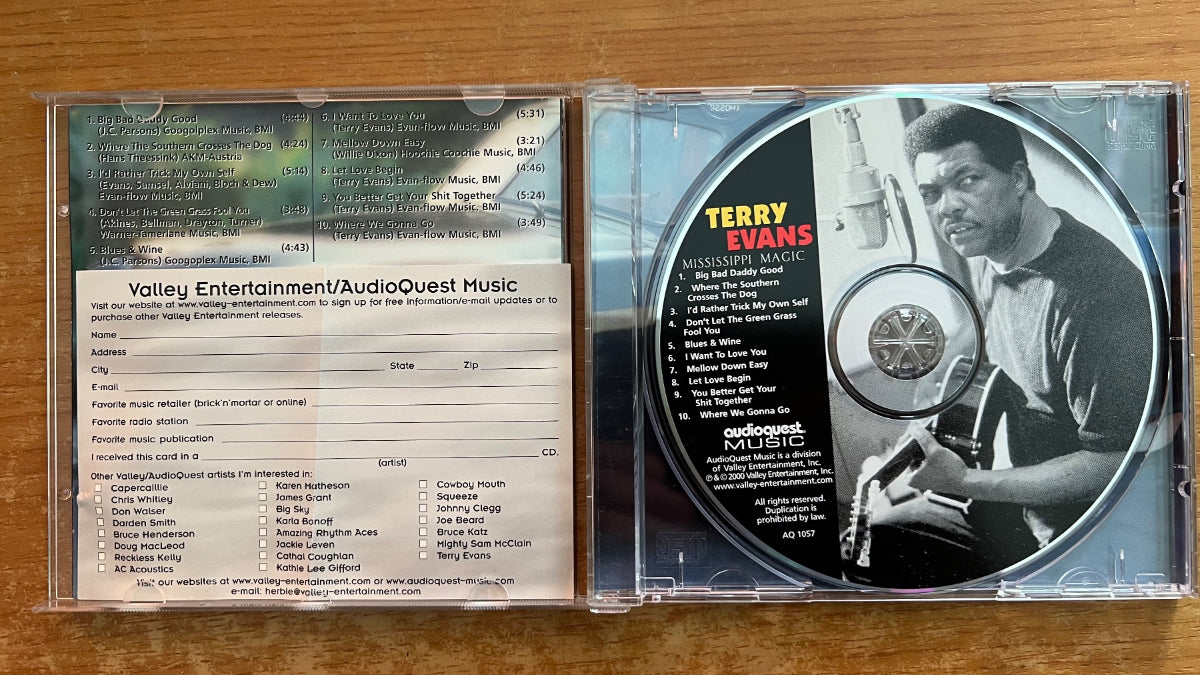 1. Big Bad Daddy Good (4:44)
(J.C. Parsons) Googolplex Music, BMI
2. Where The Southern Crosses The Dog (4:24)
(Hans Theessink) AKM-Austria
3. I'd Rather Trick My Own Self (5:14)
(Evans, Samsel, Alviani, Bloch & Dew)
Evan-flow Music, BMI
4. Don't Let The Green Grass Fool You (3:48)
(Akines, Bellman, Drayton, Turner)
Warner-Tamerlane Music, BMI
5. Blues & Wine (4:43)
(J.C. Parsons) Googoplex Music, BMI
6. I Want To Love You (5:31)
(Terry Evans) Evan-flow Music, BMI
7. Mellow Down Easy (3:21)
(Willie Dixon) Hoochie Coochie Music, BMI
8. Let Love Begin (4:46)
(Terry Evans) Evan-flow Music, BMI
9. You Better Get Your Shit Together (5:24)
(Terry Evans) Evan-flow Music, BMI
10. Where We Gonna Go (3:49)
(Terry Evans) Evan-flow Music, BMI
Valley Entertainment/AudioQuest Music
Visit our website at www.valley-entertainment.com to sign up for free information/e-mail updates or to
purchase other Valley Entertainment releases.
Name
Address
City State Zip
E-mail
Favorite music retailer (brick'n'mortar or online)
Favorite radio station
Favorite music publication
I received this card in a CD.
(artist)
Other Valley/AudioQuest artists I'm interested in:
Capercaillie
Chris Whitley
Don Walser
Darden Smith
Bruce Henderson
Doug MacLeod
Reckless Kelly
AC Acoustics
Karen Matheson
James Grant
Big Sky
Karla Bonoff
Amazing Rhythm Aces
Jackie Leven
Cathal Coughlan
Kathie Lee Gifford
Cowboy Mouth
Squeeze
Johnny Clegg
Joe Beard
Bruce Katz
Mighty Sam McClain
Terry Evans
Visit our websites at www.valley-entertainment.com or www.audioquest-music.com
e-mail: herbie@valley-entertainment.com
TERRY
EVANS
MISSISSIPPI MAGIC
1. Big Bad Daddy Good
2. Where The Southern
Crosses The Dog
3. I'd Rather Trick My Own Self
4. Don't Let The Green Grass
Fool You
5. Blues & Wine
6. I Want To Love You
7. Mellow Down Easy
8. Let Love Begin
9. You Better Get Your
Shit Together
10. Where We Gonna Go
audioquest
MUSIC
AudioQuest Music is a division
of Valley Entertainment, Inc.
℗ & © 2000 Valley Entertainment, Inc.
www.valley-entertainment.com
All rights reserved.
Duplication is
prohibited by law.
AQ 1057